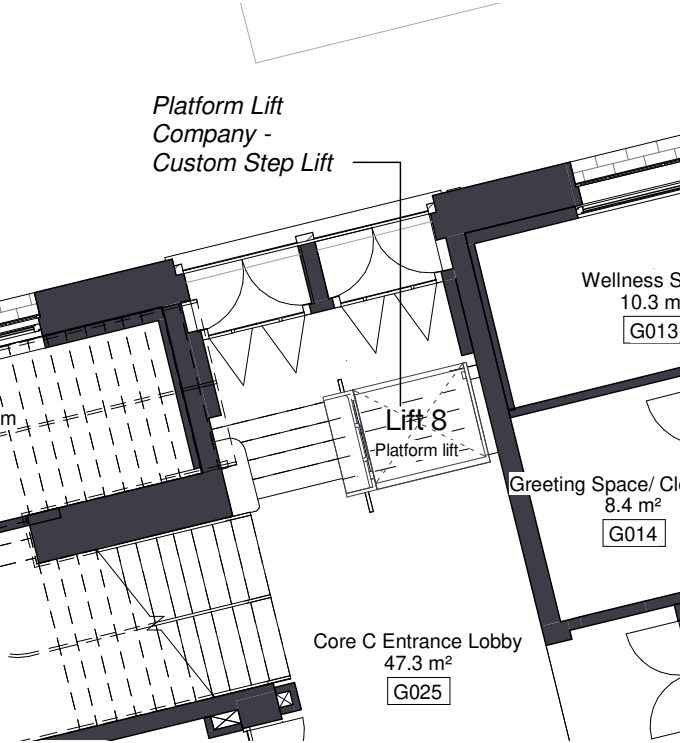 Platform Lift
Company -
Custom Step Lift
Wellness S
10.3 m
G013
m
Lift 8
Platform lift
Greeting Space/ Cl
8.4 m²
G014
Core C Entrance Lobby
47.3 m²
G025